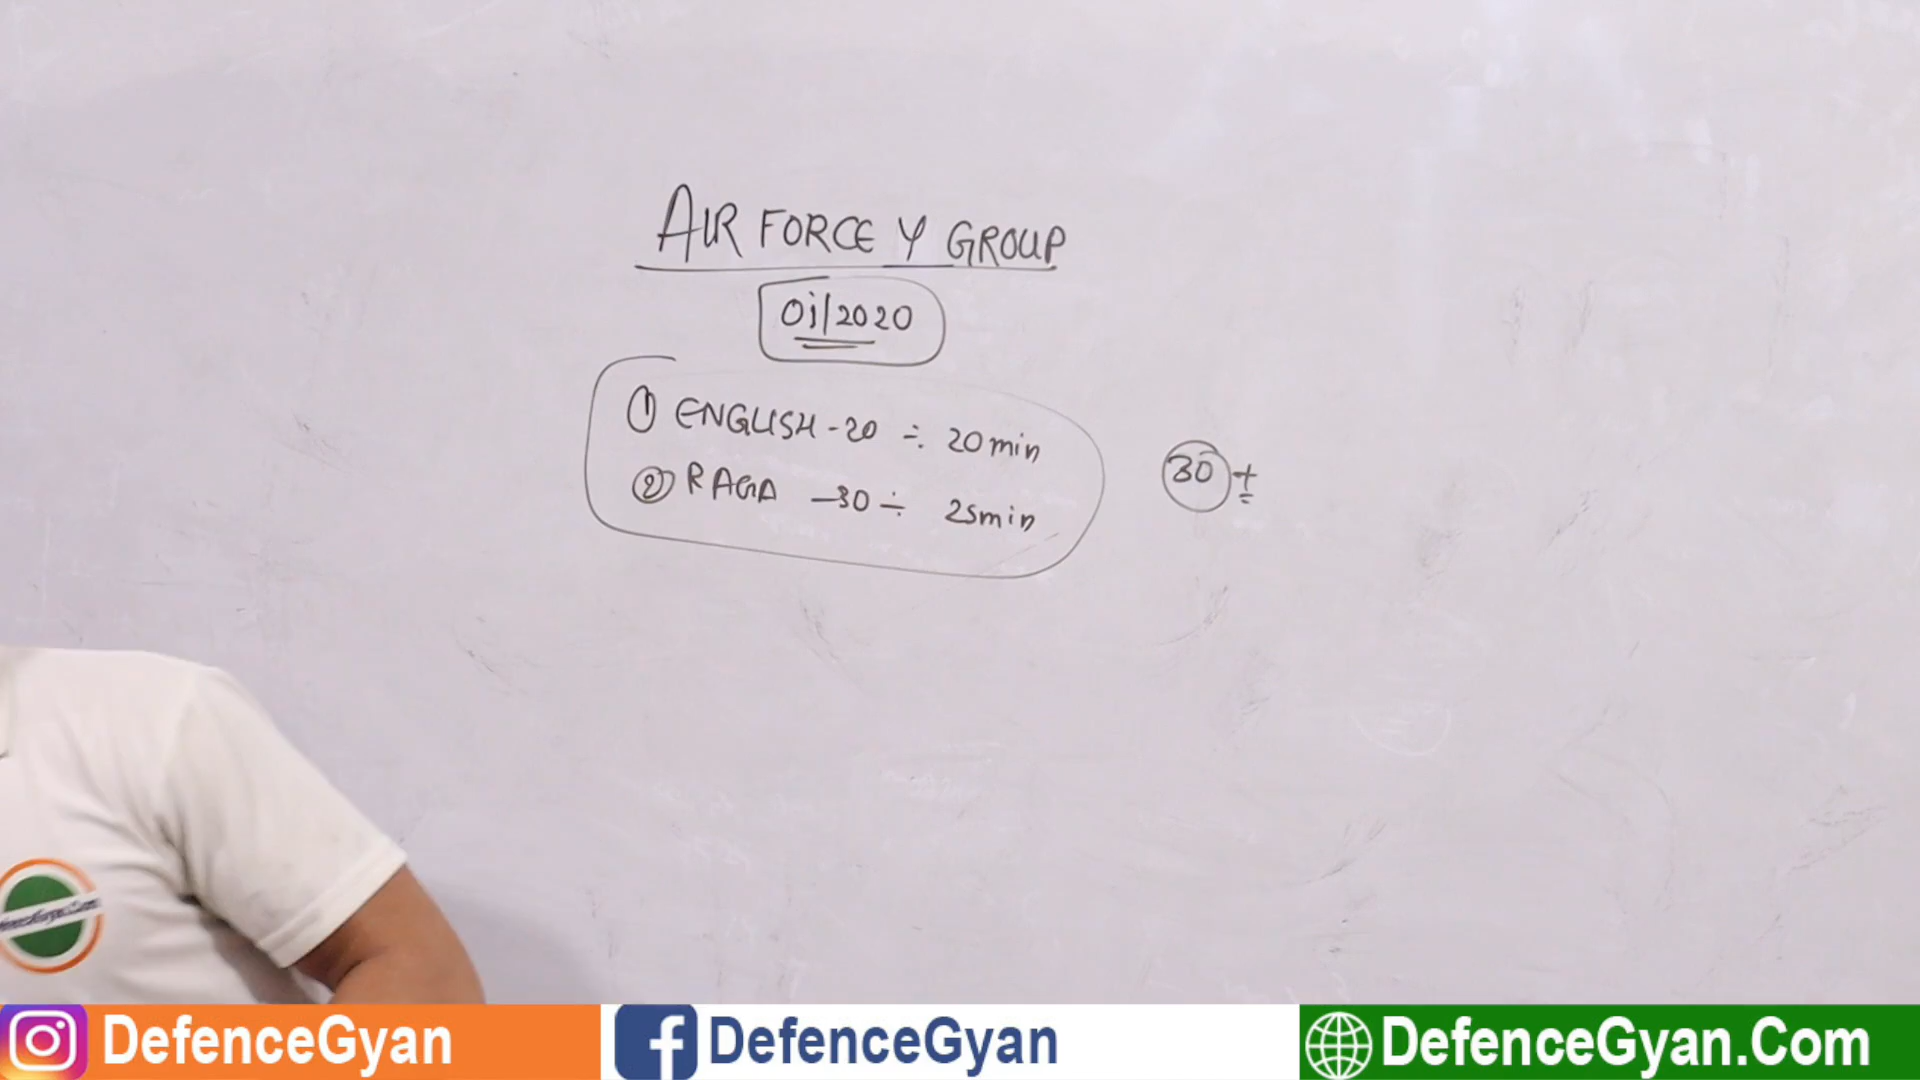 AIR FORCE Y GROUP
01/2020
① ENGLISH - 20 ÷ 20 min
② RAGA - 30 ÷ 25 min
30 +
DefenceGyan
DefenceGyan
DefenceGyan.Com